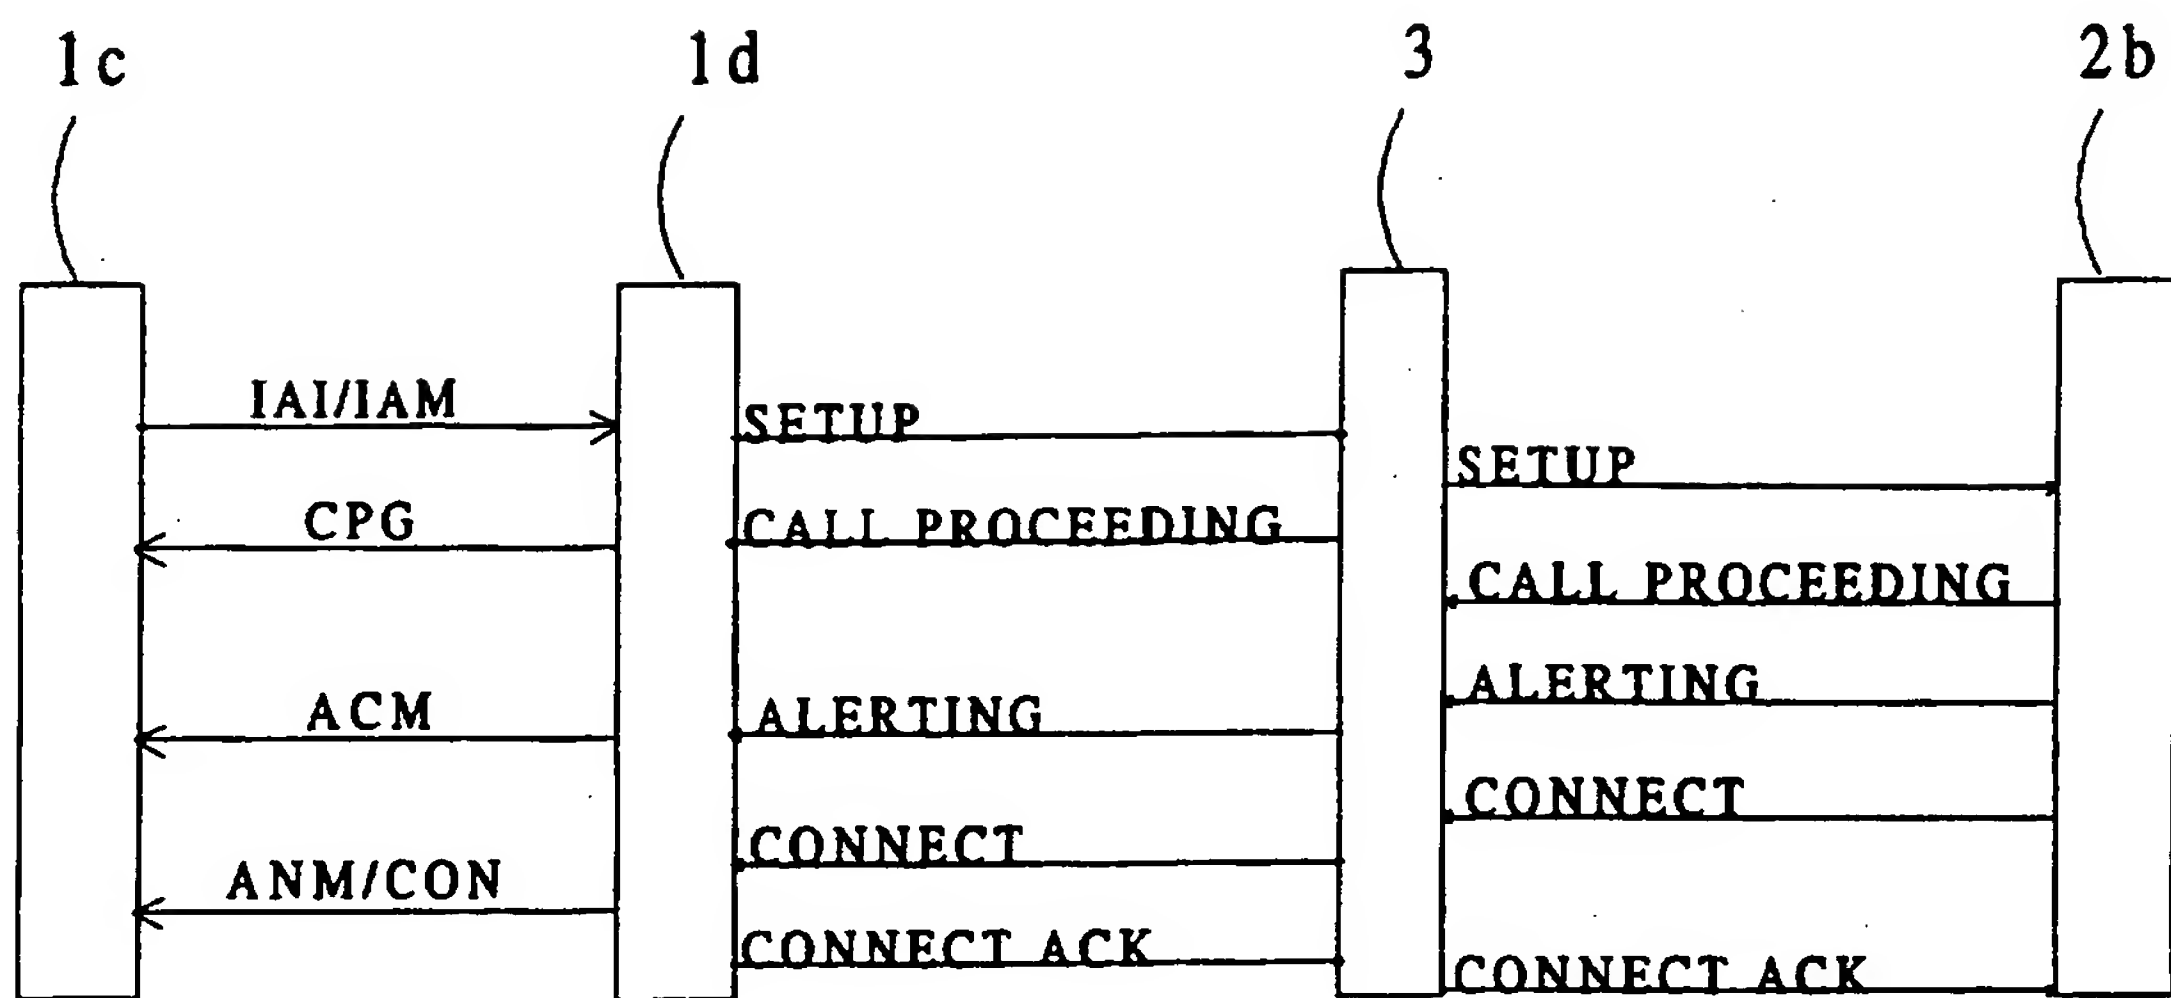 1c 1d 3 2b
IAI/IAM
SETUP
SETUP
CPG
CALL PROCEEDING
CALL PROCEEDING
ALERTING
ACM
ALERTING
CONNECT
CONNECT
ANM/CON
CONNECT ACK
CONNECT ACK